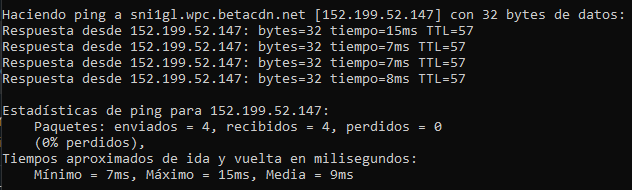 Haciendo ping a sni1gl.wpc.betacdn.net [152.199.52.147] con 32 bytes de datos:
Respuesta desde 152.199.52.147: bytes=32 tiempo=15ms TTL=57
Respuesta desde 152.199.52.147: bytes=32 tiempo=7ms TTL=57
Respuesta desde 152.199.52.147: bytes=32 tiempo=7ms TTL=57
Respuesta desde 152.199.52.147: bytes=32 tiempo=8ms TTL=57
Estadísticas de ping para 152.199.52.147:
Paquetes: enviados = 4, recibidos = 4, perdidos = 0
(0% perdidos),
Tiempos aproximados de ida y vuelta en milisegundos:
Mínimo = 7ms, Máximo = 15ms, Media = 9ms